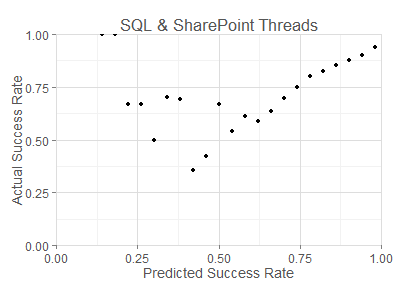 SQL & SharePoint Threads
1.00
0.75
0.50
0.25
0.00
Actual Success Rate
0.00 0.25 0.50 0.75 1.00
Predicted Success Rate